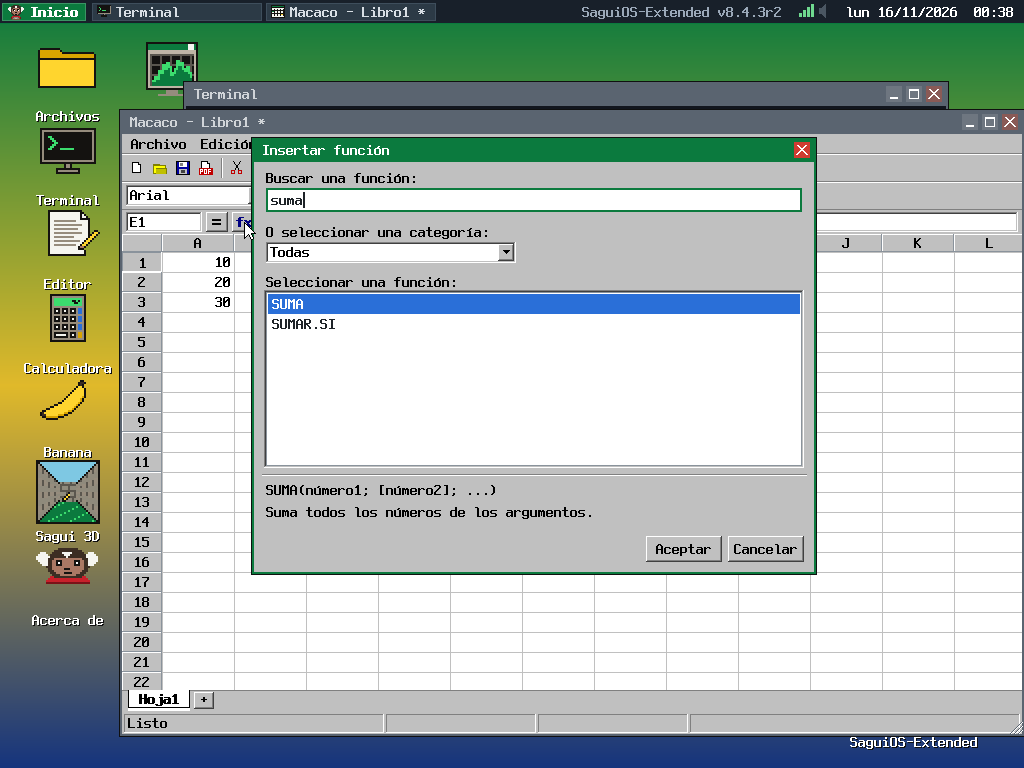 Inicio
Terminal
Macaco - Libro1 *
SaguiOS-Extended v8.4.3r2
lun 16/11/2026
00:38
Archivos
Terminal
Editor
Calculadora
Banana
Sagui 3D
Acerca de
Terminal
Macaco - Libro1 *
Archivo Edición
PDF
Arial
E1
=
fx
A J K L
1 10
2 20
3 30
4
5
6
7
8
9
10
11
12
13
14
15
16
17
18
19
20
21
22
Insertar función
Buscar una función:
suma
O seleccionar una categoría:
Todas
Seleccionar una función:
SUMA
SUMAR.SI
SUMA(número1; [número2]; ...)
Suma todos los números de los argumentos.
Aceptar
Cancelar
Hoja1 +
Listo
SaguiOS-Extended